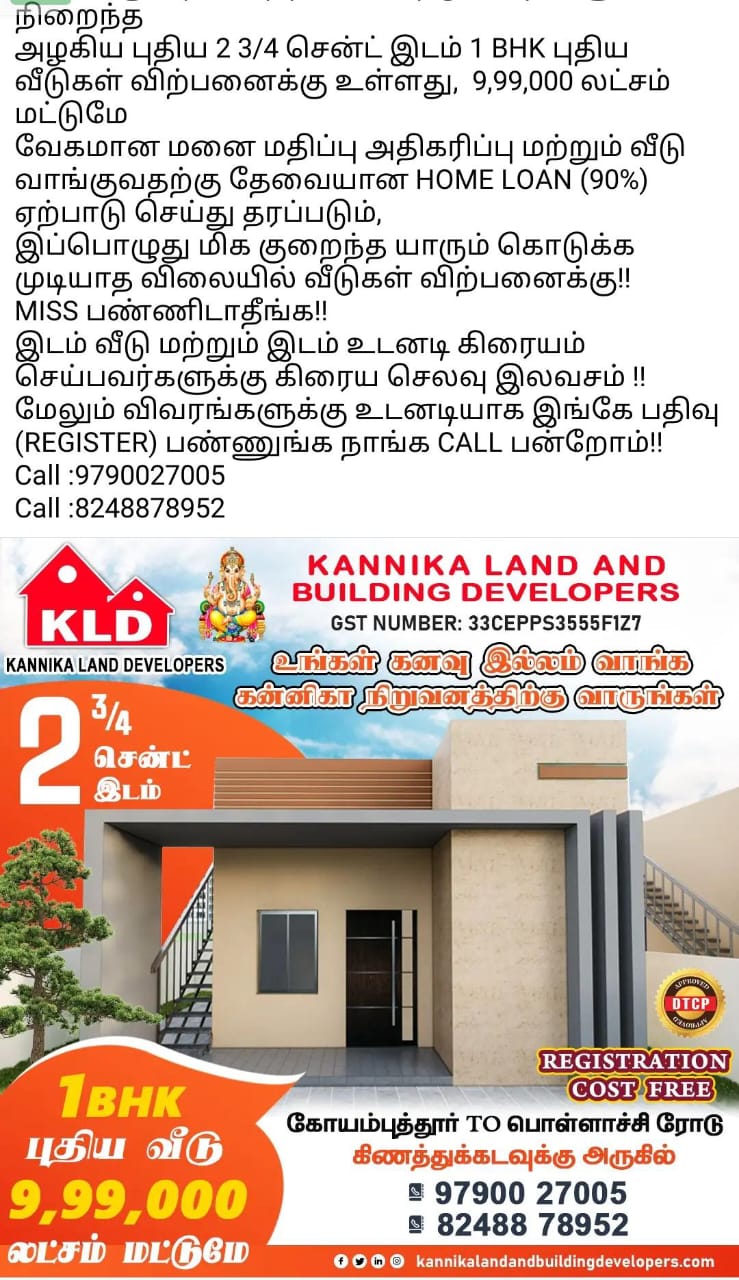 நிறைந்த
அழகிய புதிய 2 3/4 சென்ட் இடம் 1 BHK புதிய
வீடுகள் விற்பனைக்கு உள்ளது, 9,99,000 லட்சம்
மட்டுமே
வேகமான மனை மதிப்பு அதிகரிப்பு மற்றும் வீடு
வாங்குவதற்கு தேவையான HOME LOAN (90%)
ஏற்பாடு செய்து தரப்படும்,
இப்பொழுது மிக குறைந்த யாரும் கொடுக்க
முடியாத விலையில் வீடுகள் விற்பனைக்கு!!
MISS பண்ணிடாதீங்க!!
இடம் வீடு மற்றும் இடம் உடனடி கிரையம்
செய்பவர்களுக்கு கிரைய செலவு இலவசம் !!
மேலும் விவரங்களுக்கு உடனடியாக இங்கே பதிவு
(REGISTER) பண்ணுங்க நாங்க CALL பன்றோம்!!
Call :9790027005
Call :8248878952
KLD
KANNIKA LAND DEVELOPERS
KANNIKA LAND AND
BUILDING DEVELOPERS
GST NUMBER: 33CEPPS3555F1Z7
உங்கள் கனவு இல்லம் வாங்க
கன்னிகா நிறுவனத்திற்கு வாருங்கள்
2 3/4
சென்ட்
இடம்
APPROVED
DTCP
APPROVED
REGISTRATION
COST FREE
1BHK
புதிய வீடு
9,99,000
லட்சம் மட்டுமே
கோயம்புத்தூர் TO பொள்ளாச்சி ரோடு
கிணத்துக்கடவுக்கு அருகில்
97900 27005
82488 78952
kannikalandandbuildingdevelopers.com